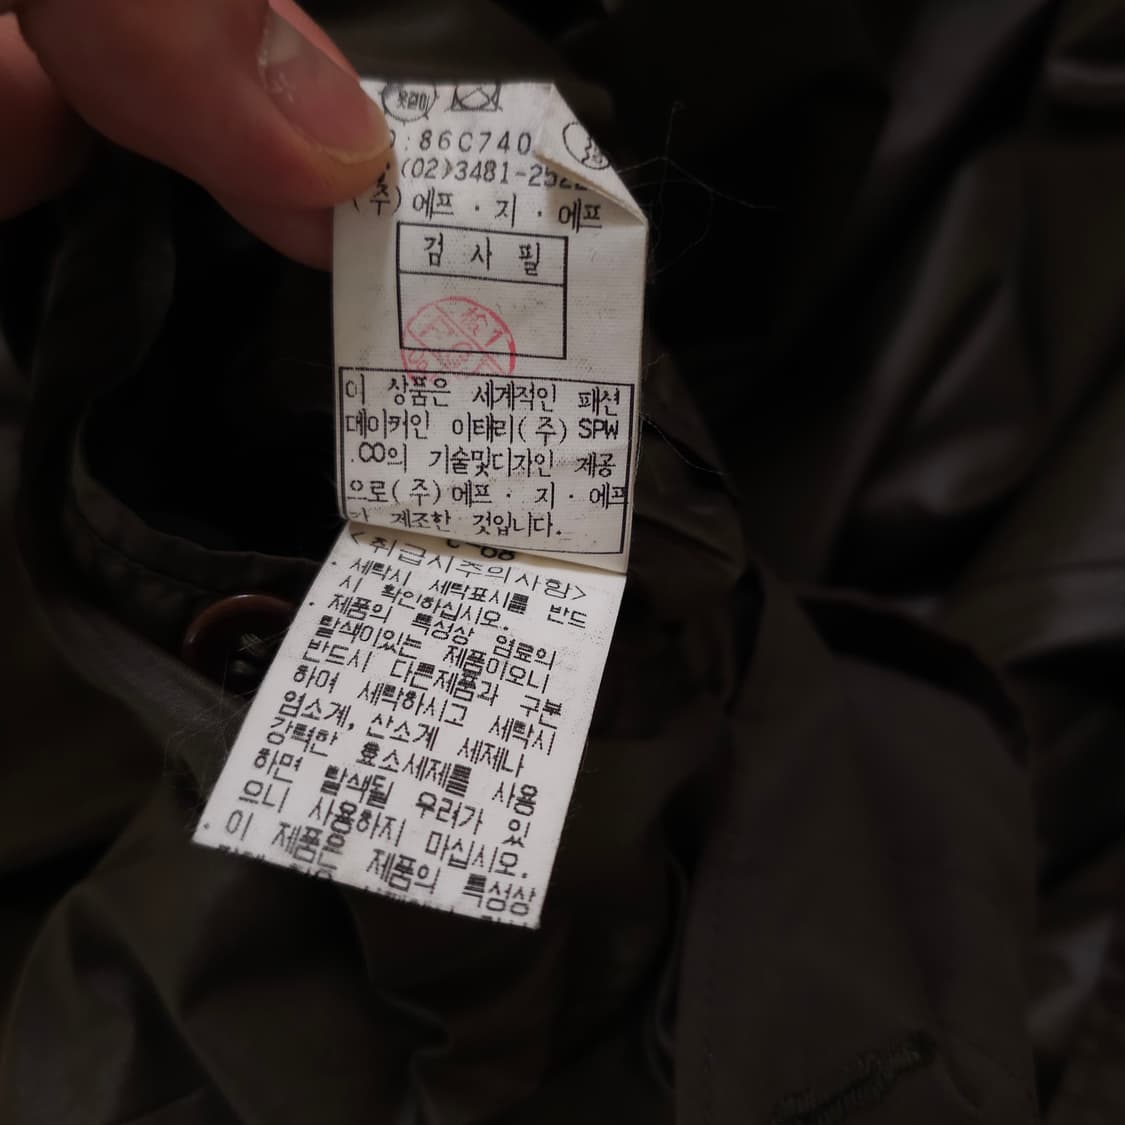 옷걸이
: 86C740
(02)3481-252
(주)에프·지·에프
검 사 필
이 상품은 세계적인 패션
메이커인 이태리(주) SPW
.CO의 기술및디자인 제공
으로(주)에프·지·에프
가 제조한 것입니다.
<취급시주의사항>
· 세탁시 세탁표시를 반드
시 확인하십시오.
· 제품의 특성상 염료의
탈색이있는 제품이오니
반드시 다른제품과 구분
하며 세탁하시고 세탁시
염소계, 산소계 세제나
강력한 효소세제를 사용
하면 탈색될 우려가 있
으니 사용하지 마십시오.
· 이 제품은 제품의 특성상